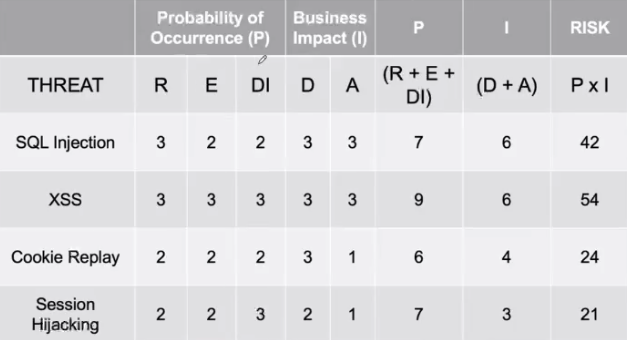 Probability of Occurrence (P) Business Impact (I) P I RISK
THREAT R E DI D A (R + E + DI) (D + A) P x I
SQL Injection 3 2 2 3 3 7 6 42
XSS 3 3 3 3 3 9 6 54
Cookie Replay 2 2 2 3 1 6 4 24
Session Hijacking 2 2 3 2 1 7 3 21